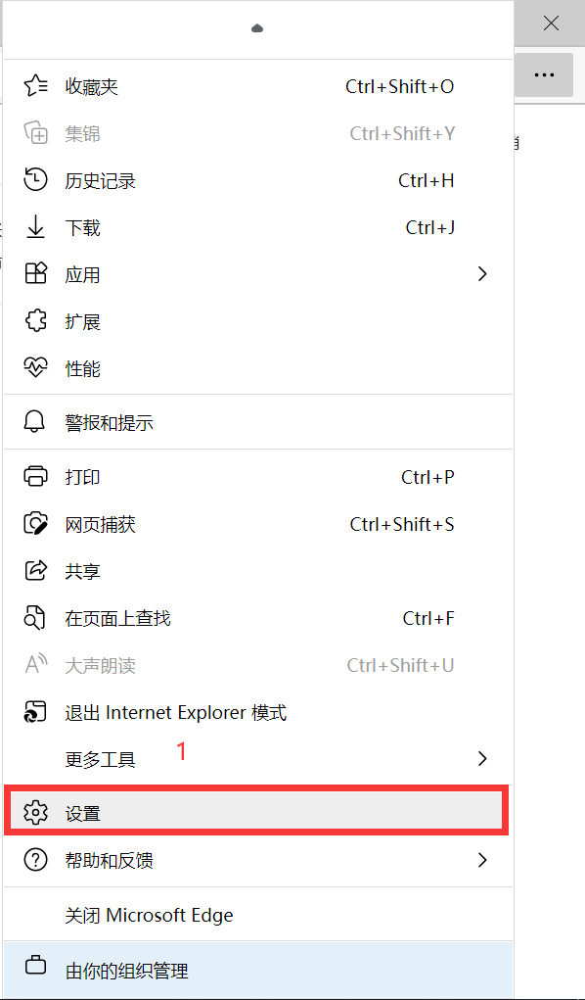 收藏夹 Ctrl+Shift+O
集锦 Ctrl+Shift+Y
历史记录 Ctrl+H
下载 Ctrl+J
应用
扩展
性能
警报和提示
打印 Ctrl+P
网页捕获 Ctrl+Shift+S
共享
在页面上查找 Ctrl+F
大声朗读 Ctrl+Shift+U
退出 Internet Explorer 模式
更多工具
1
设置
帮助和反馈
关闭 Microsoft Edge
由你的组织管理